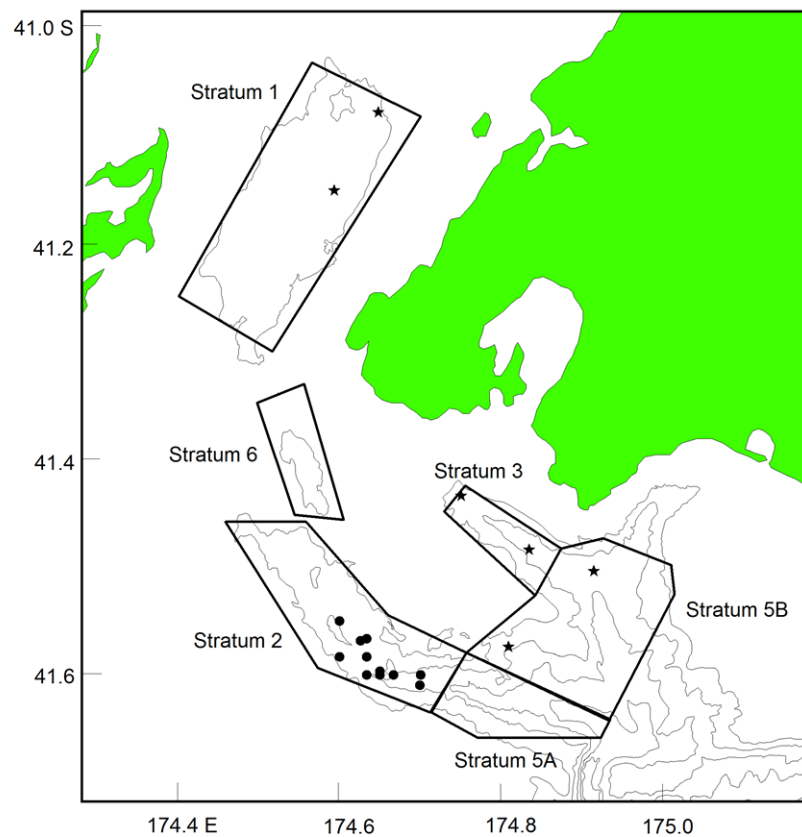 41.0 S
Stratum 1
41.2
41.4
Stratum 6
Stratum 3
Stratum 2
Stratum 5B
41.6
Stratum 5A
174.4 E
174.6
174.8
175.0